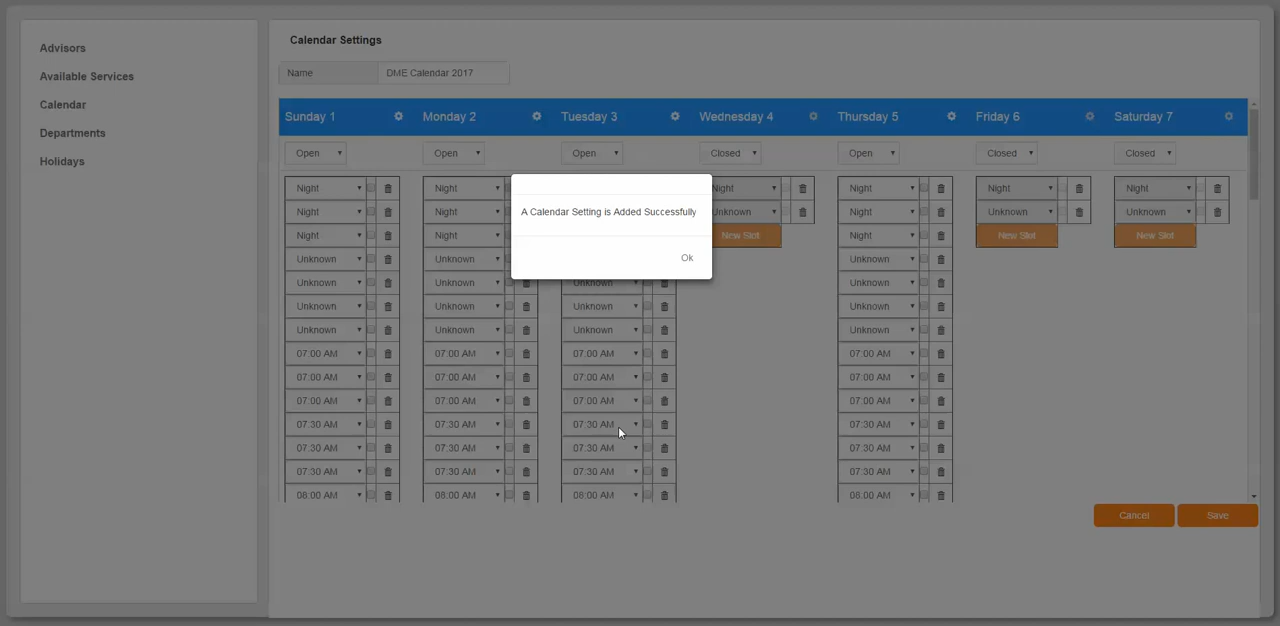 Advisors
Available Services
Calendar
Departments
Holidays
Calendar Settings
Name DME Calendar 2017
Sunday 1 Monday 2 Tuesday 3 Wednesday 4 Thursday 5 Friday 6 Saturday 7
Open Open Open Closed Open Closed Closed
Night Night Night Night Night Night
Night Night Unknown Night Unknown Unknown
Night Night New Slot Night New Slot New Slot
Unknown Unknown Unknown
Unknown Unknown Unknown Unknown
Unknown Unknown Unknown Unknown
Unknown Unknown Unknown Unknown
07:00 AM 07:00 AM 07:00 AM 07:00 AM
07:00 AM 07:00 AM 07:00 AM 07:00 AM
07:00 AM 07:00 AM 07:00 AM 07:00 AM
07:30 AM 07:30 AM 07:30 AM 07:30 AM
07:30 AM 07:30 AM 07:30 AM 07:30 AM
07:30 AM 07:30 AM 07:30 AM 07:30 AM
08:00 AM 08:00 AM 08:00 AM 08:00 AM
A Calendar Setting is Added Successfully
Ok
Cancel Save